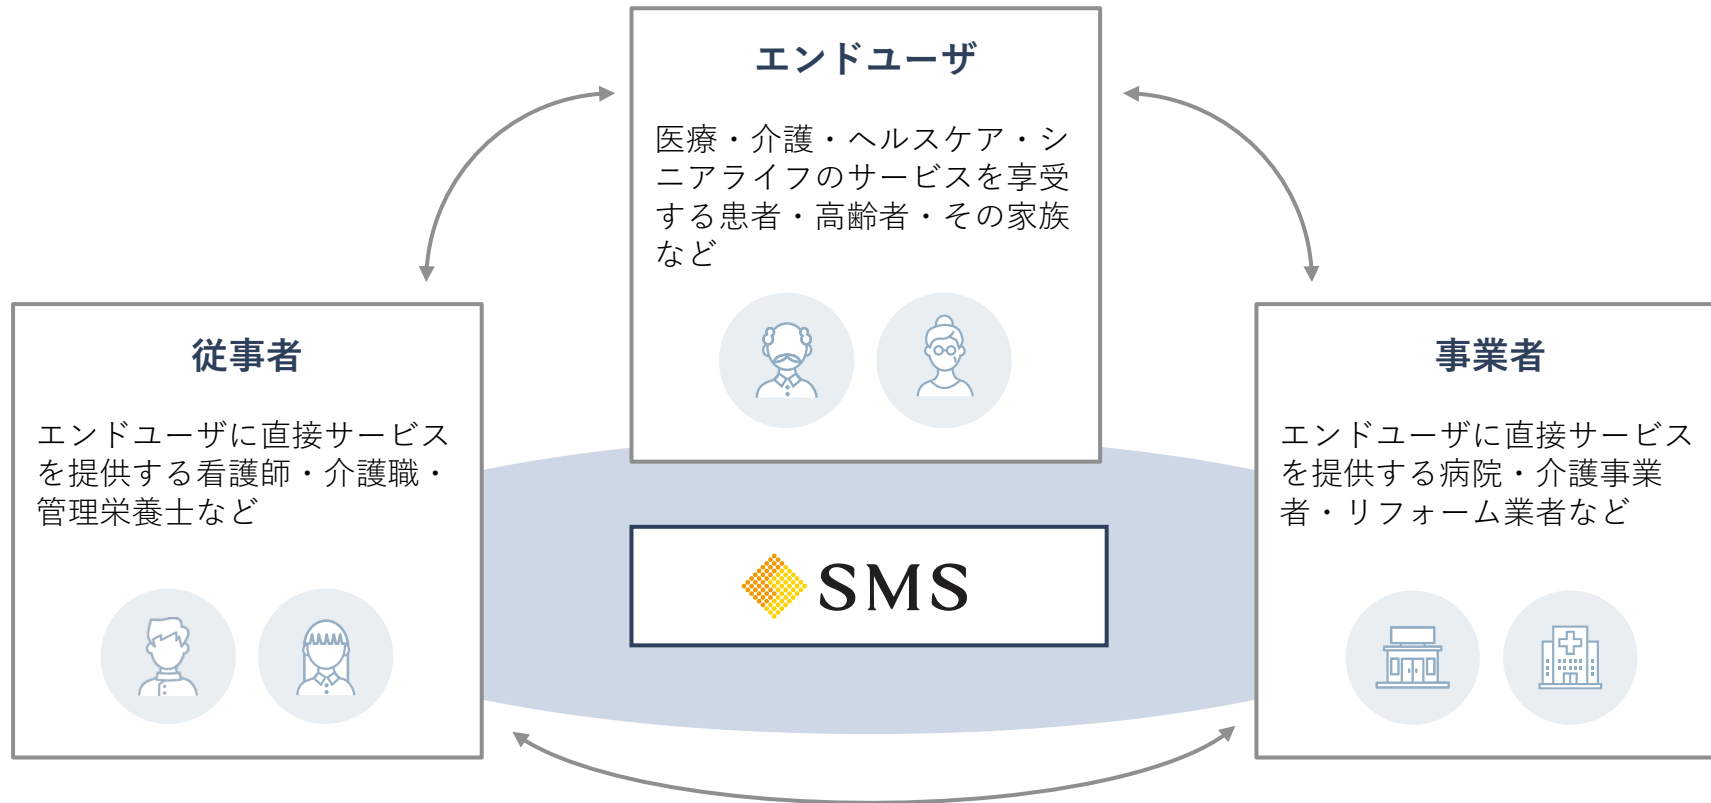 エンドユーザ
医療・介護・ヘルスケア・シ
ニアライフのサービスを享受
する患者・高齢者・その家族
など
従事者
エンドユーザに直接サービス
を提供する看護師・介護職・
管理栄養士など
事業者
エンドユーザに直接サービス
を提供する病院・介護事業
者・リフォーム業者など
SMS